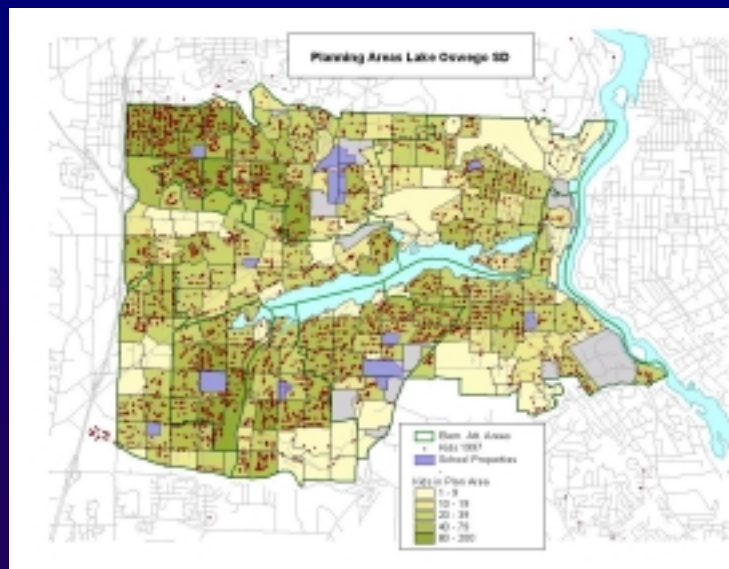 Planning Areas Lake Oswego SD
Elem. Att. Areas
Kids 1997
School Properties
Kids in Plan Area
1 - 9
10 - 19
20 - 39
40 - 79
80 - 200